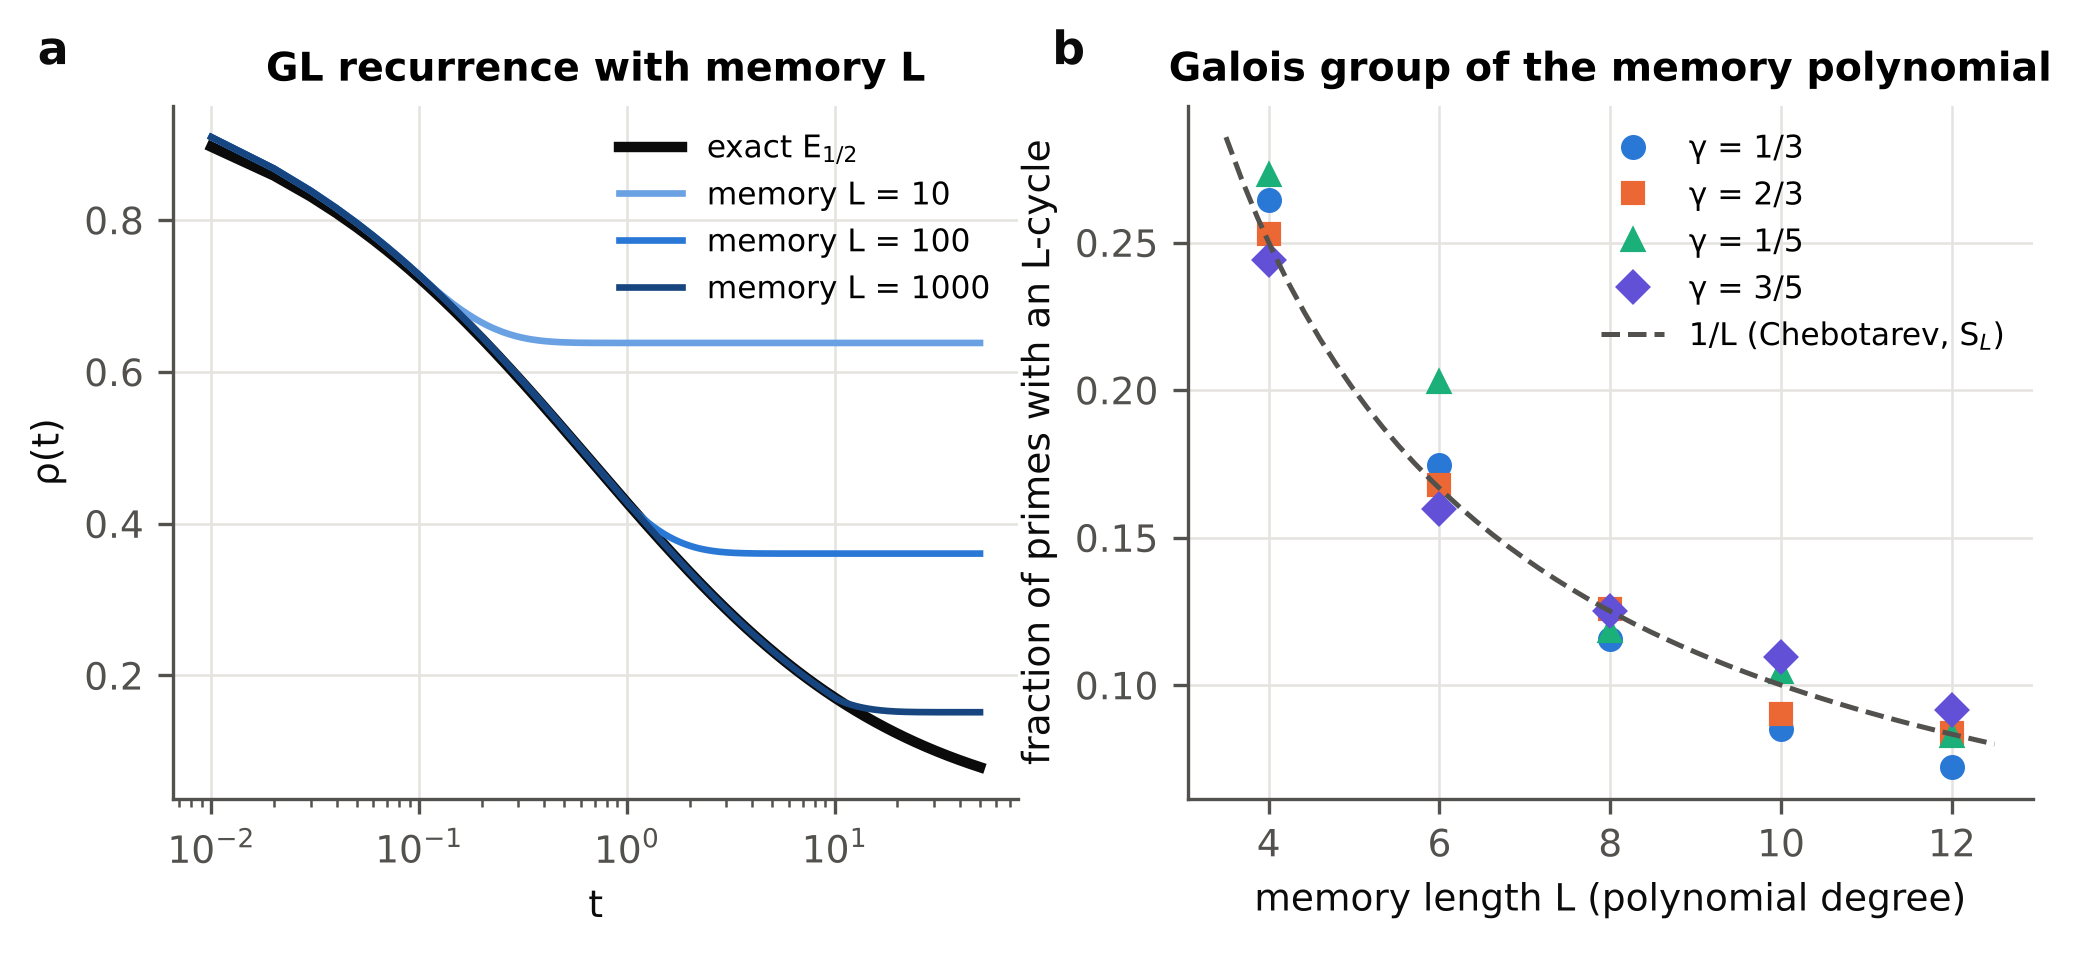 a
GL recurrence with memory L
exact E₁/₂
memory L = 10
memory L = 100
memory L = 1000
ρ(t)
0.8
0.6
0.4
0.2
10⁻²
10⁻¹
10⁰
10¹
t
b
Galois group of the memory polynomial
γ = 1/3
γ = 2/3
γ = 1/5
γ = 3/5
1/L (Chebotarev, S_L)
fraction of primes with an L-cycle
0.25
0.20
0.15
0.10
4
6
8
10
12
memory length L (polynomial degree)